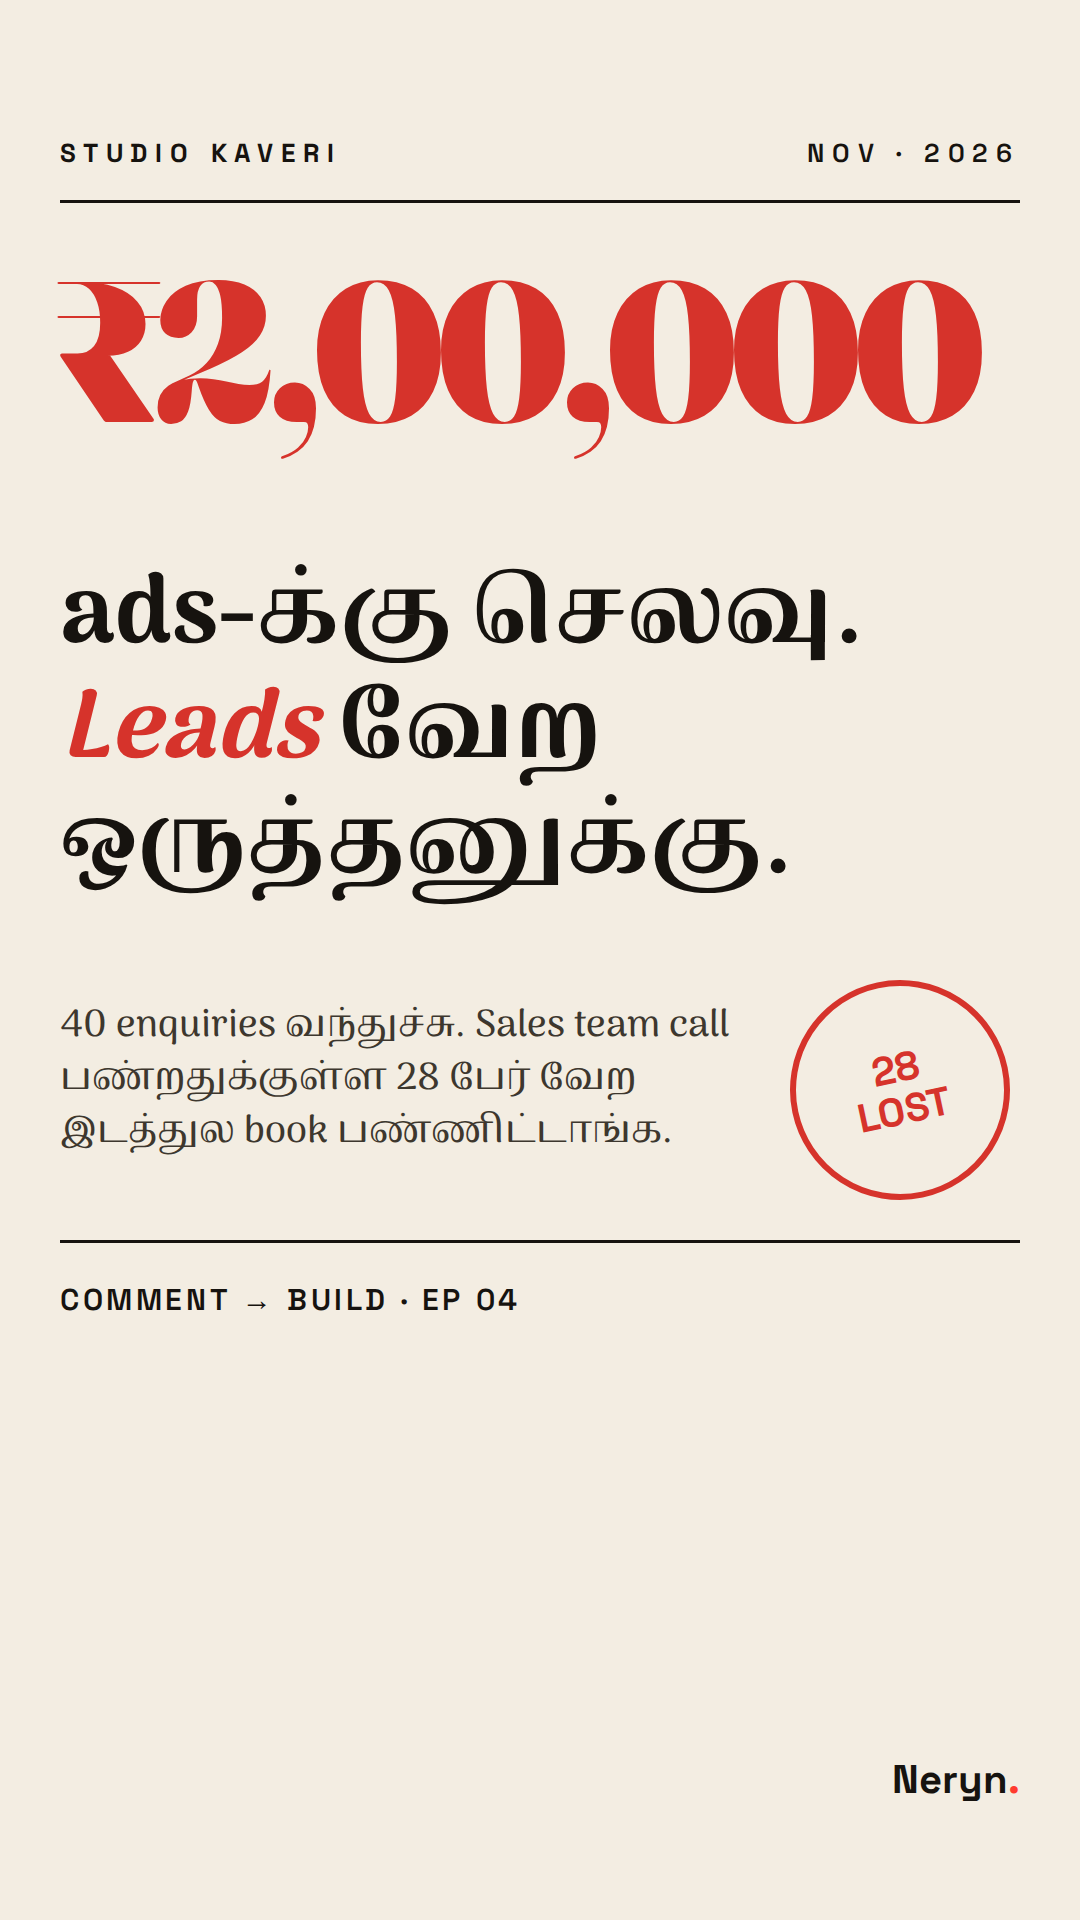 STUDIO KAVERI
NOV · 2026
₹2,00,000
ads-க்கு செலவு.
Leads வேற
ஒருத்தனுக்கு.
40 enquiries வந்துச்சு. Sales team call
பண்றதுக்குள்ள 28 பேர் வேற
இடத்துல book பண்ணிட்டாங்க.
28
LOST
COMMENT → BUILD · EP 04
Neryn.